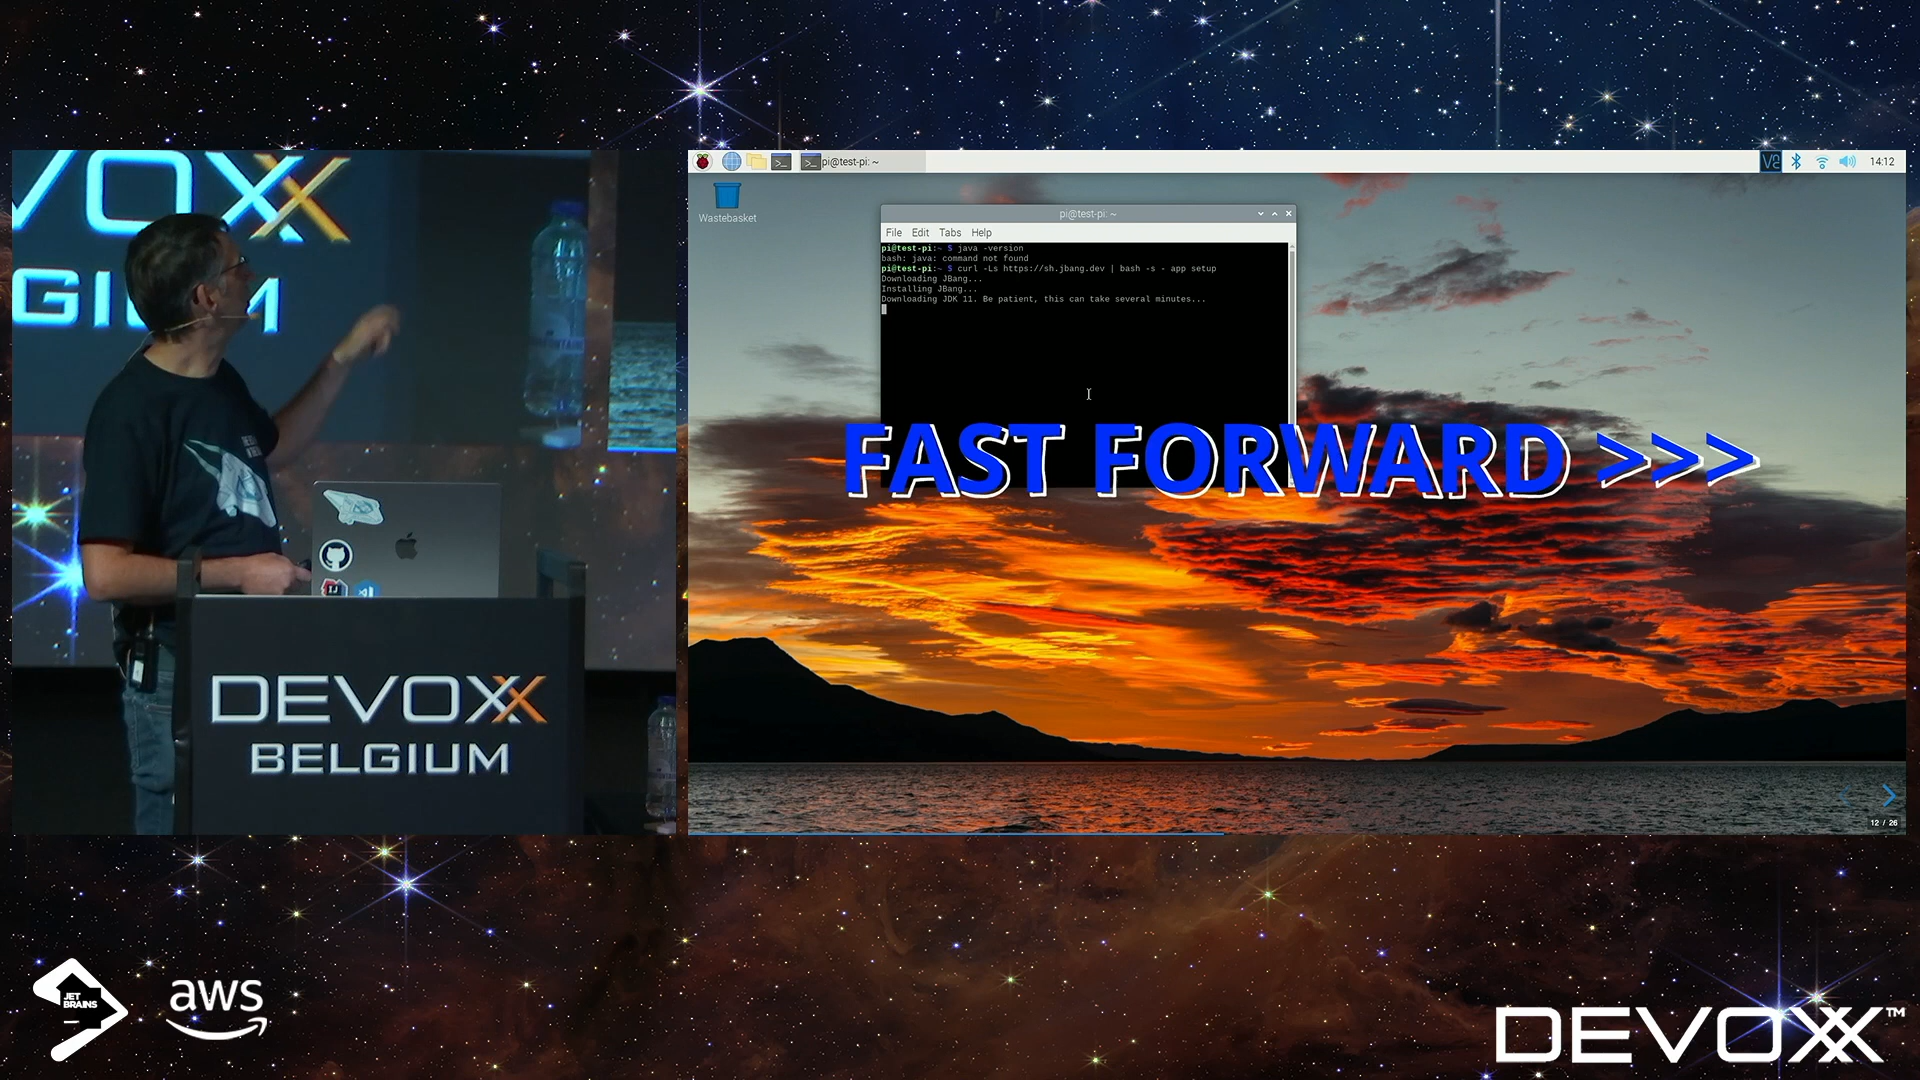 VOXX
GIUM
DEVOXX
BELGIUM
pi@test-pi: ~
14:12
Wastebasket
pi@test-pi: ~
File Edit Tabs Help
pi@test-pi:~ $ java -version
bash: java: command not found
pi@test-pi:~ $ curl -Ls https://sh.jbang.dev | bash -s - app setup
Downloading JBang...
Installing JBang...
Downloading JDK 11. Be patient, this can take several minutes...
FAST FORWARD >>>
12 / 26
JET
BRAINS
aws
DEVOXX™